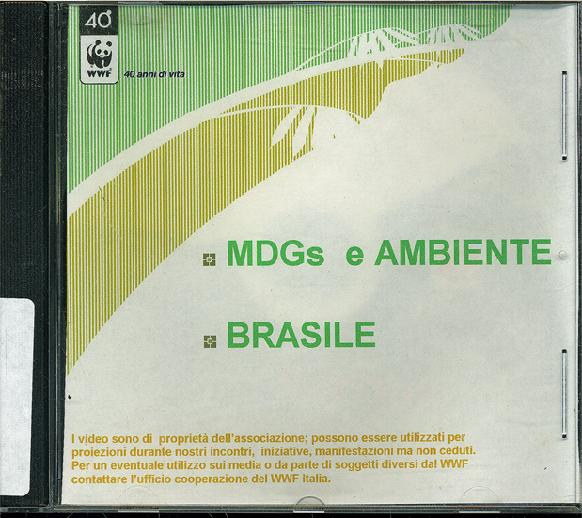 40°
WWF
40 anni di vita
MDGs e AMBIENTE
BRASILE
I video sono di proprietà dell'associazione; possono essere utilizzati per
proiezioni durante nostri incontri, iniziative, manifestazioni ma non ceduti.
Per un eventuale utilizzo sui media o da parte di soggetti diversi dal WWF
contattare l'ufficio cooperazione del WWF Italia.